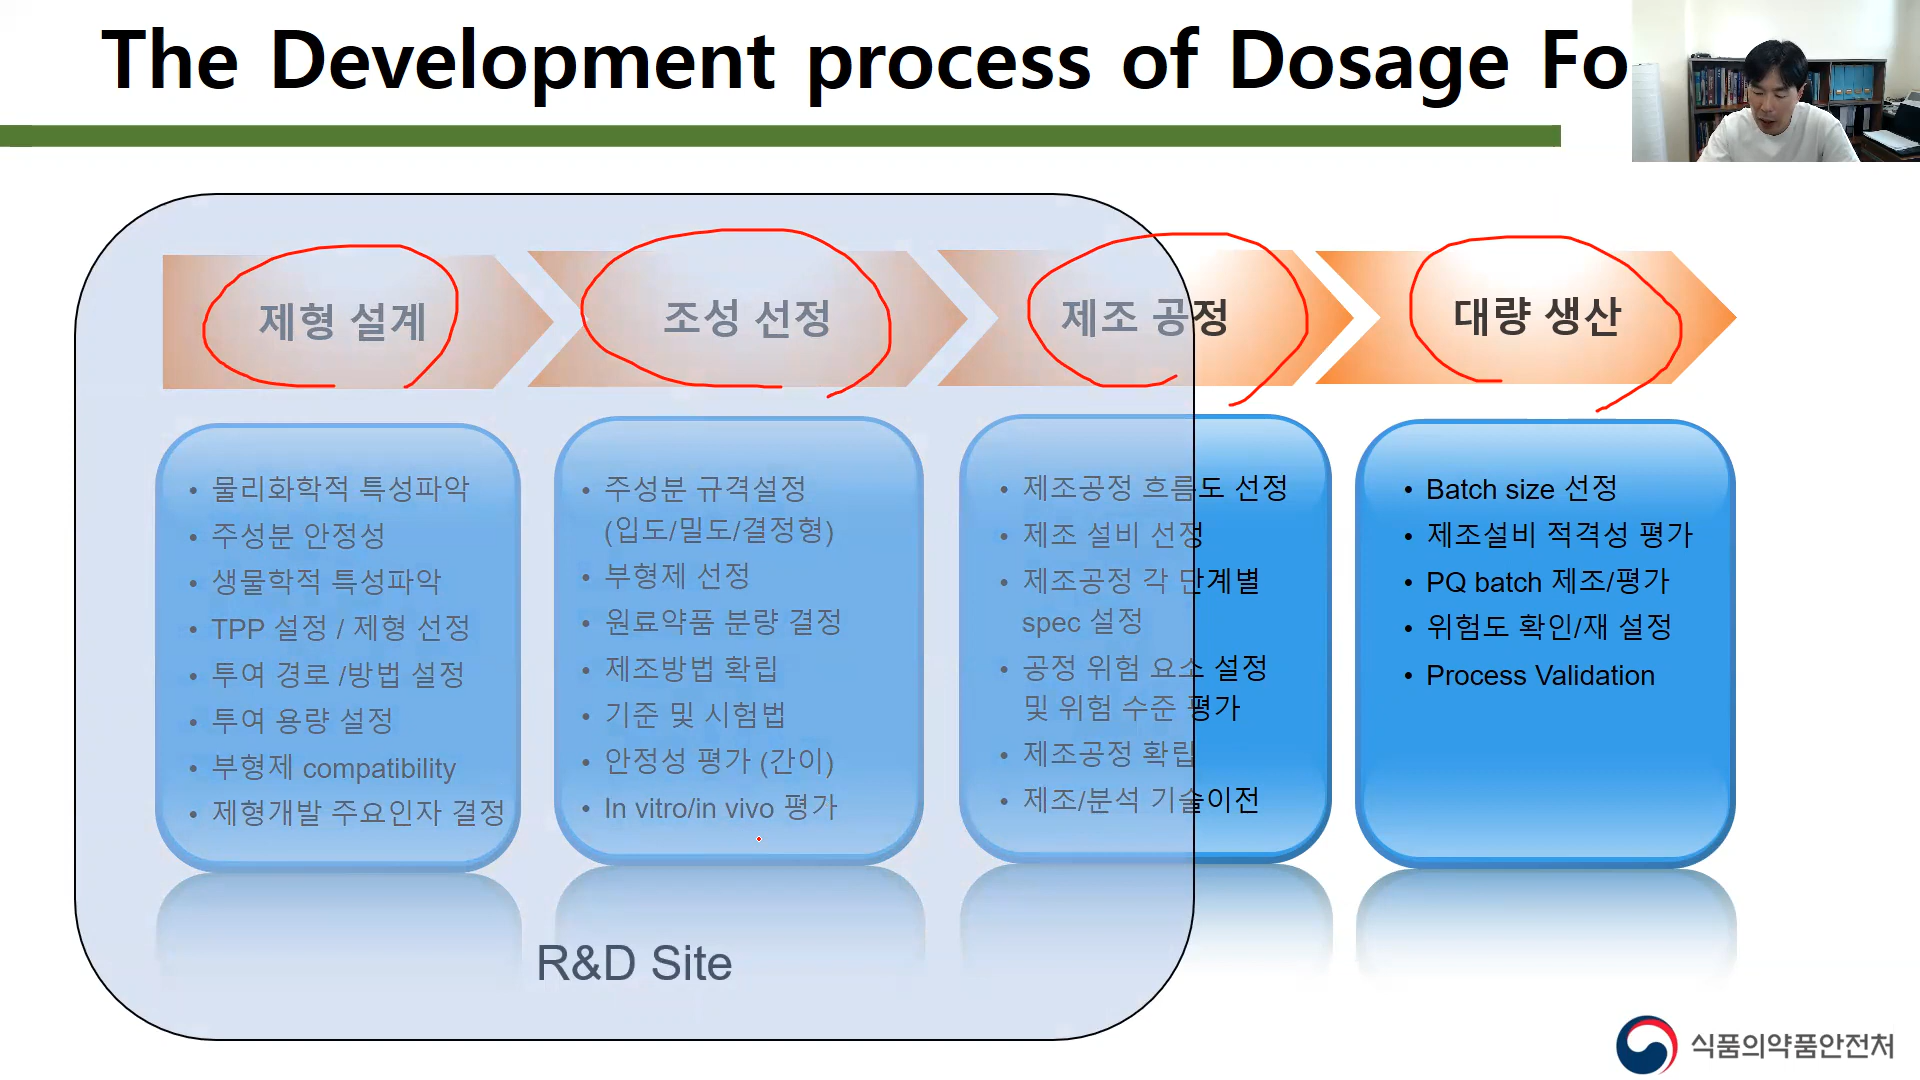 The Development process of Dosage Fo
제형 설계
조성 선정
제조 공정
대량 생산
• 물리화학적 특성파악
• 주성분 안정성
• 생물학적 특성파악
• TPP 설정 / 제형 선정
• 투여 경로 /방법 설정
• 투여 용량 설정
• 부형제 compatibility
• 제형개발 주요인자 결정
• 주성분 규격설정
(입도/밀도/결정형)
• 부형제 선정
• 원료약품 분량 결정
• 제조방법 확립
• 기준 및 시험법
• 안정성 평가 (간이)
• In vitro/in vivo 평가
• 제조공정 흐름도 선정
• 제조 설비 선정
• 제조공정 각 단계별
spec 설정
• 공정 위험 요소 설정
및 위험 수준 평가
• 제조공정 확립
• 제조/분석 기술이전
• Batch size 선정
• 제조설비 적격성 평가
• PQ batch 제조/평가
• 위험도 확인/재 설정
• Process Validation
R&D Site
식품의약품안전처